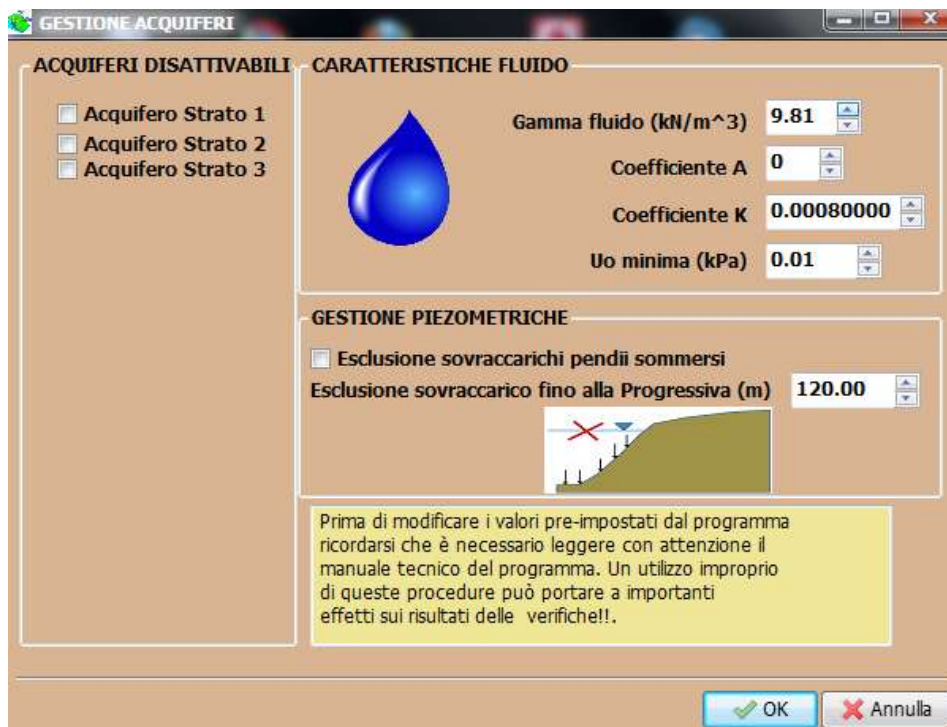 GESTIONE ACQUIFERI
ACQUIFERI DISATTIVABILI
Acquifero Strato 1
Acquifero Strato 2
Acquifero Strato 3
CARATTERISTICHE FLUIDO
Gamma fluido (kN/m^3) 9.81
Coefficiente A 0
Coefficiente K 0.00080000
Uo minima (kPa) 0.01
GESTIONE PIEZOMETRICHE
Esclusione sovraccarichi pendii sommersi
Esclusione sovraccarico fino alla Progressiva (m) 120.00
Prima di modificare i valori pre-impostati dal programma
ricordarsi che è necessario leggere con attenzione il
manuale tecnico del programma. Un utilizzo improprio
di queste procedure può portare a importanti
effetti sui risultati delle verifiche!!.
OK
Annulla